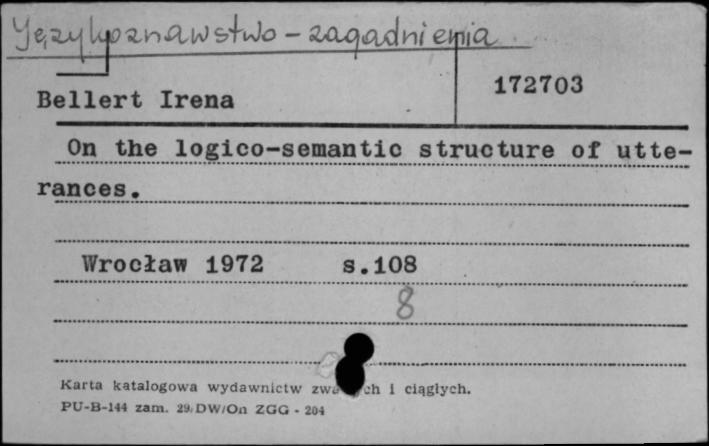 Językoznawstwo - zagadnienia
172703
Bellert Irena
On the logico-semantic structure of utte-
rances.
Wrocław 1972 s.108
8
Karta katalogowa wydawnictw ch i ciągłych.
PU-B-144 zam. 29/DW/On ZGG - 204